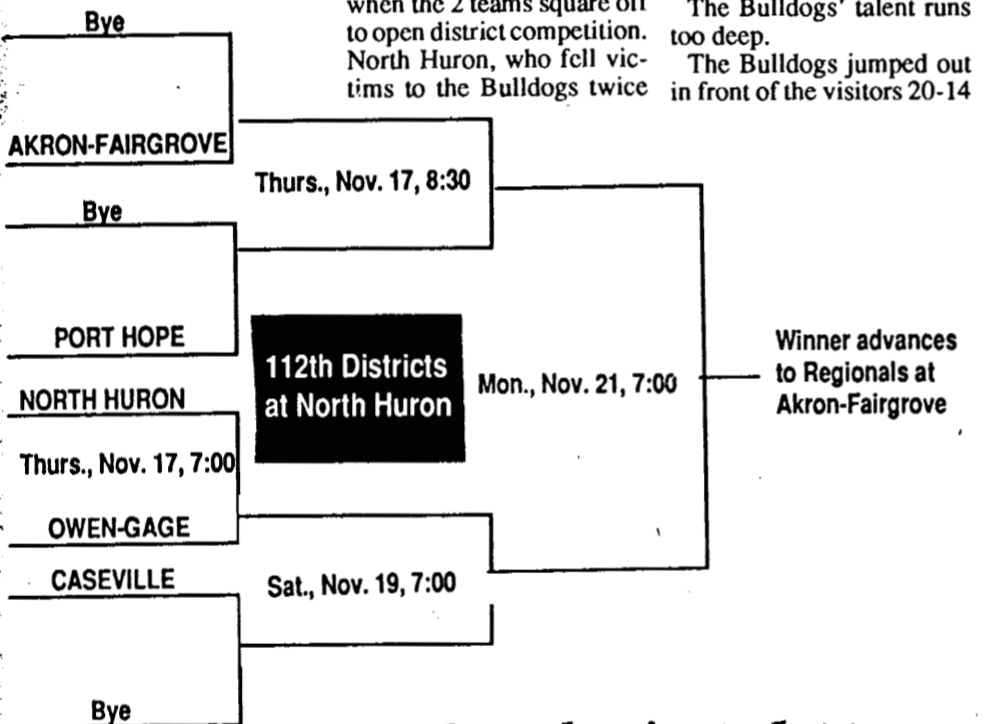 when the 2 teams square off
to open district competition.
North Huron, who fell vic-
tims to the Bulldogs twice
The Bulldogs' talent runs
too deep.
The Bulldogs jumped out
in front of the visitors 20-14
Bye
AKRON-FAIRGROVE
Thurs., Nov. 17, 8:30
Bye
PORT HOPE
112th Districts
at North Huron
Mon., Nov. 21, 7:00
Winner advances
to Regionals at
Akron-Fairgrove
NORTH HURON
Thurs., Nov. 17, 7:00
OWEN-GAGE
CASEVILLE
Sat., Nov. 19, 7:00
Bye